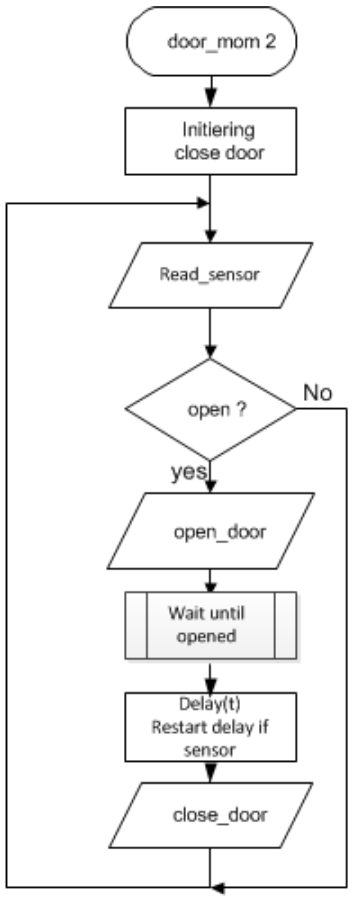 door_mom 2
Initiering
close door
Read_sensor
open ?
No
yes
open_door
Wait until
opened
Delay(t)
Restart delay if
sensor
close_door